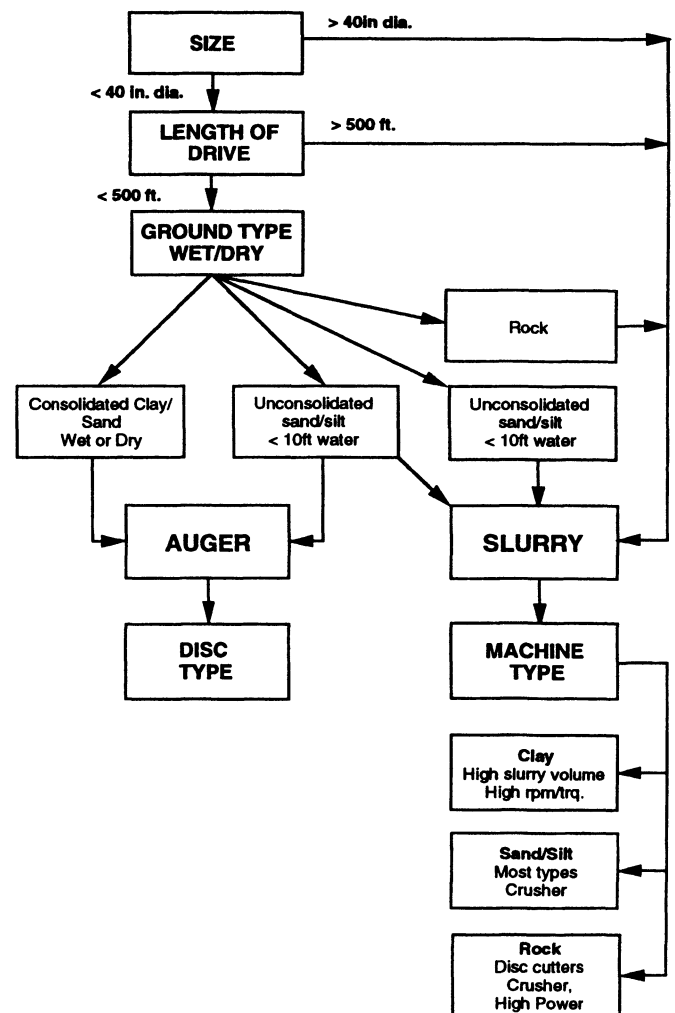 > 40in dia.
SIZE
< 40 in. dia.
LENGTH OF
DRIVE
> 500 ft.
< 500 ft.
GROUND TYPE
WET/DRY
Rock
Consolidated Clay/
Sand
Wet or Dry
Unconsolidated
sand/silt
< 10ft water
Unconsolidated
sand/silt
< 10ft water
AUGER
SLURRY
DISC
TYPE
MACHINE
TYPE
Clay
High slurry volume
High rpm/trq.
Sand/Silt
Most types
Crusher
Rock
Disc cutters
Crusher,
High Power